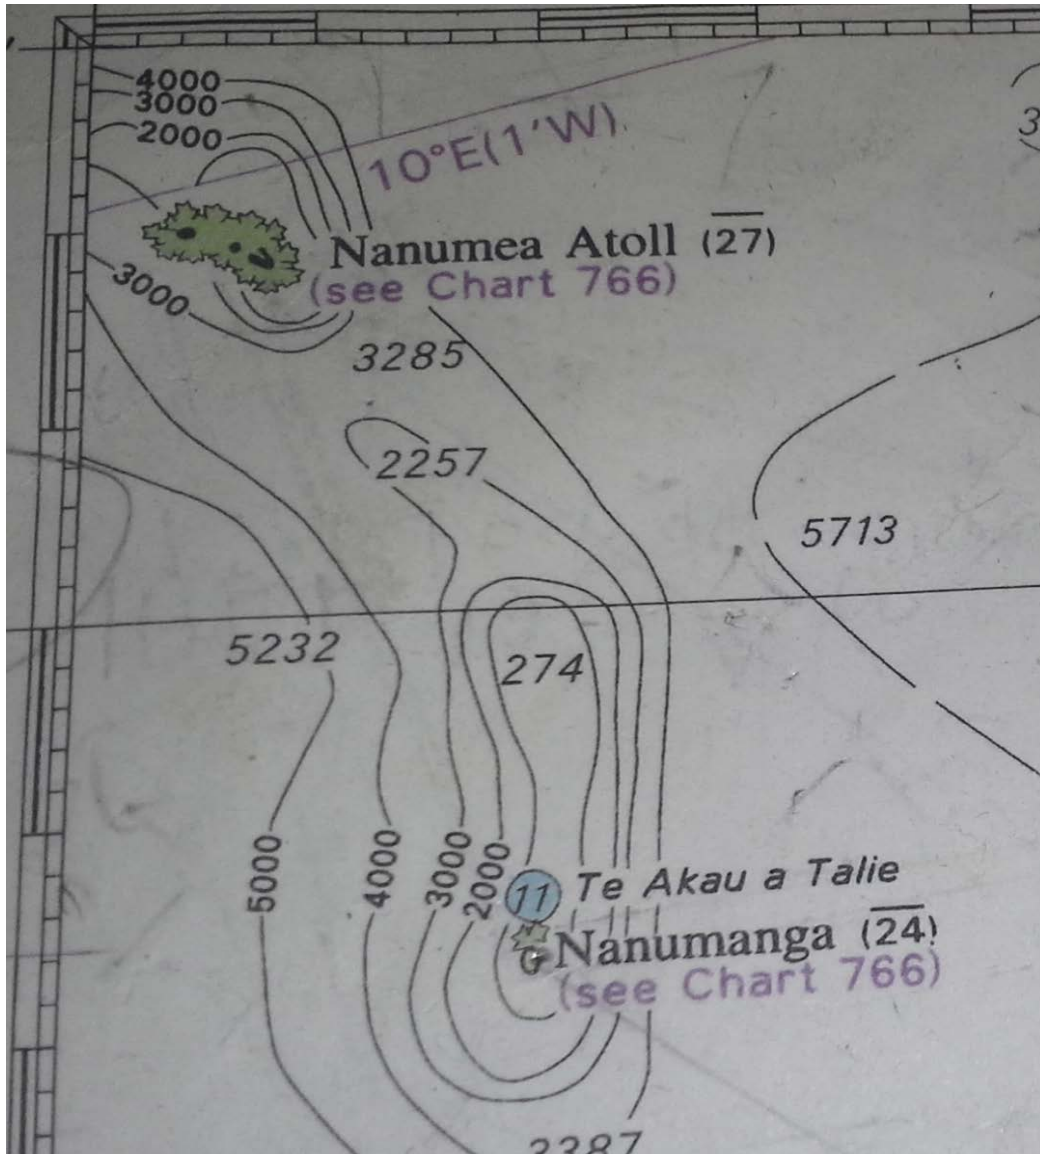 4000
3000
2000
10°E(1'W)
Nanumea Atoll (27)
(see Chart 766)
3000
3285
2257
5713
5232
274
5000
4000
3000
2000
11
Te Akau a Talie
Nanumanga (24)
G
(see Chart 766)